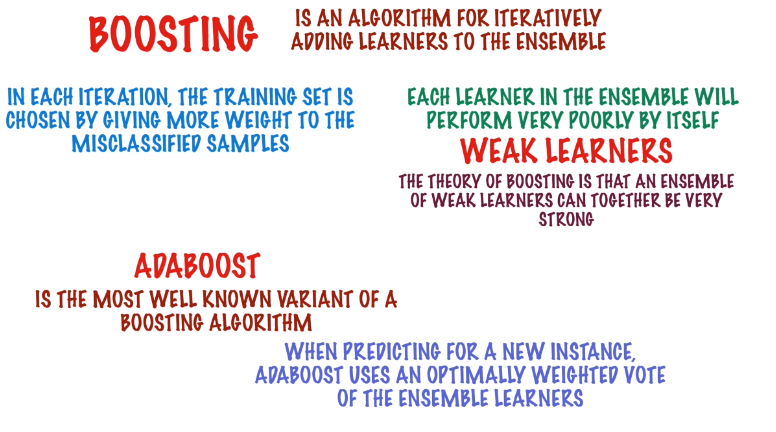 BOOSTING
IS AN ALGORITHM FOR ITERATIVELY
ADDING LEARNERS TO THE ENSEMBLE
IN EACH ITERATION, THE TRAINING SET IS
CHOSEN BY GIVING MORE WEIGHT TO THE
MISCLASSIFIED SAMPLES
EACH LEARNER IN THE ENSEMBLE WILL
PERFORM VERY POORLY BY ITSELF
WEAK LEARNERS
THE THEORY OF BOOSTING IS THAT AN ENSEMBLE
OF WEAK LEARNERS CAN TOGETHER BE VERY
STRONG
ADABOOST
IS THE MOST WELL KNOWN VARIANT OF A
BOOSTING ALGORITHM
WHEN PREDICTING FOR A NEW INSTANCE,
ADABOOST USES AN OPTIMALLY WEIGHTED VOTE
OF THE ENSEMBLE LEARNERS